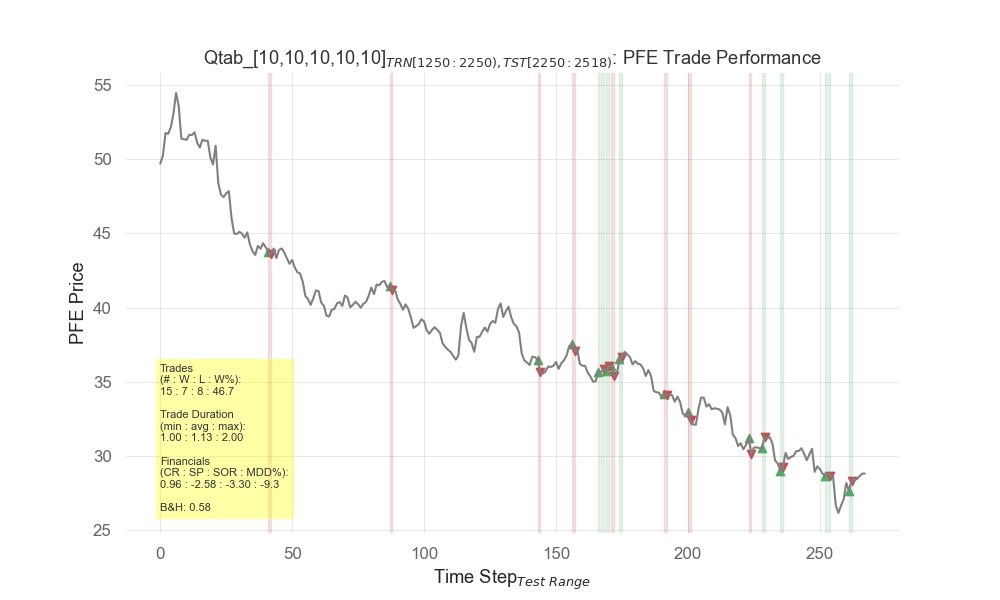 Qtab_[10,10,10,10,10]TRN[1250:2250),TST[2250:2518): PFE Trade Performance
55
50
45
40
35
30
25
PFE Price
Trades
(# : W : L : W%):
15 : 7 : 8 : 46.7
Trade Duration
(min : avg : max):
1.00 : 1.13 : 2.00
Financials
(CR : SP : SOR : MDD%):
0.96 : -2.58 : -3.30 : -9.3
B&H: 0.58
0 50 100 150 200 250
Time StepTest Range